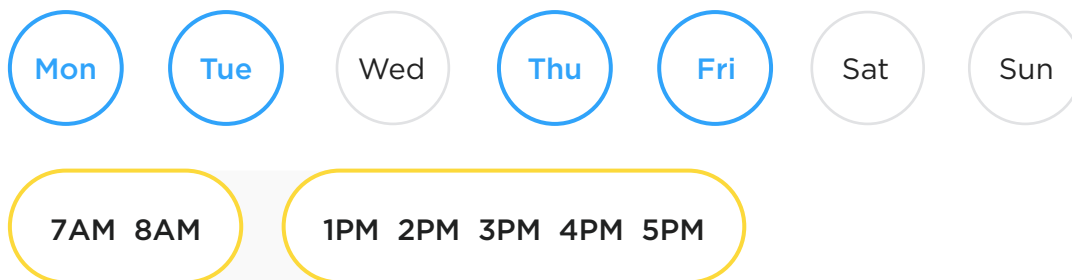 Mon Tue Wed Thu Fri Sat Sun
7AM 8AM 1PM 2PM 3PM 4PM 5PM